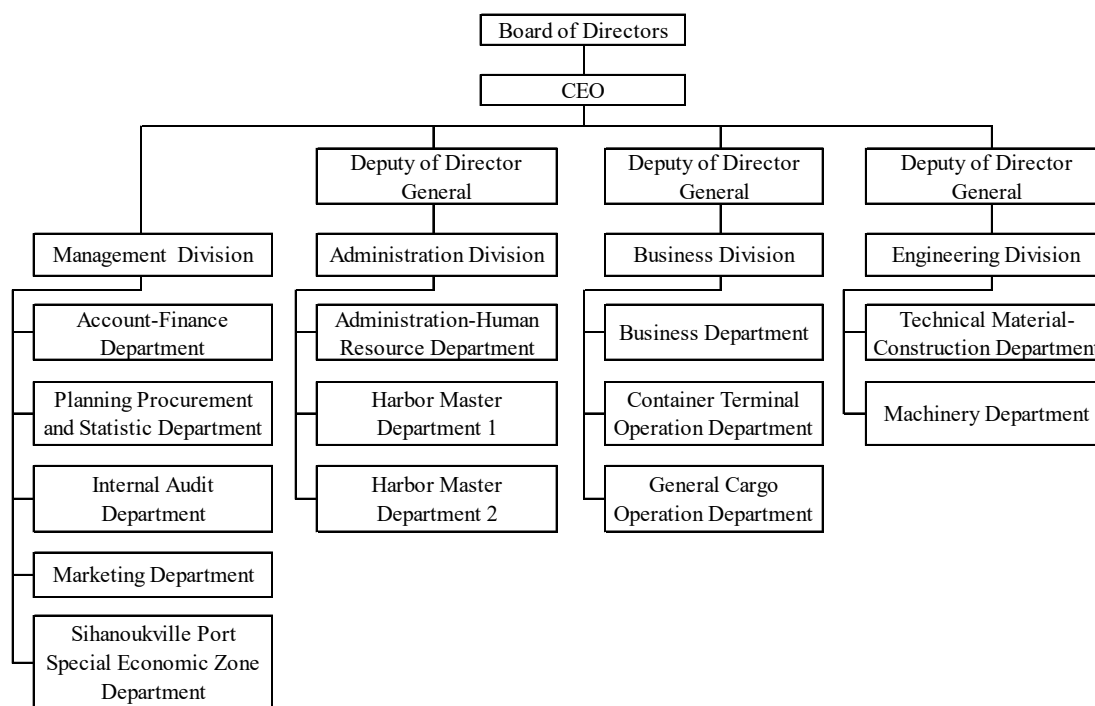 Board of Directors
CEO
Deputy of Director
General
Deputy of Director
General
Deputy of Director
General
Management Division
Administration Division
Business Division
Engineering Division
Account-Finance
Department
Planning Procurement
and Statistic Department
Internal Audit
Department
Marketing Department
Sihanoukville Port
Special Economic Zone
Department
Administration-Human
Resource Department
Harbor Master
Department 1
Harbor Master
Department 2
Business Department
Container Terminal
Operation Department
General Cargo
Operation Department
Technical Material-
Construction Department
Machinery Department